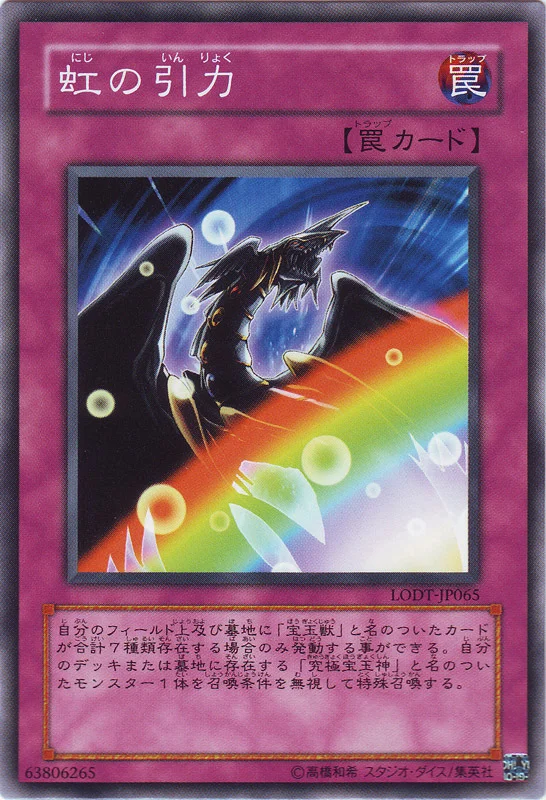 にじ いん りょく
虹の引力
トラップ
罠
トラップ
【罠カード】
LODT-JP065
自分のフィールド上及び墓地に「宝玉獣」と名のついたカード
が合計７種類存在する場合のみ発動する事ができる。自分
のデッキまたは墓地に存在する「究極宝玉神」と名のつい
たモンスター１体を召喚条件を無視して特殊召喚する。
63806265
©高橋和希 スタジオ・ダイス/集英社